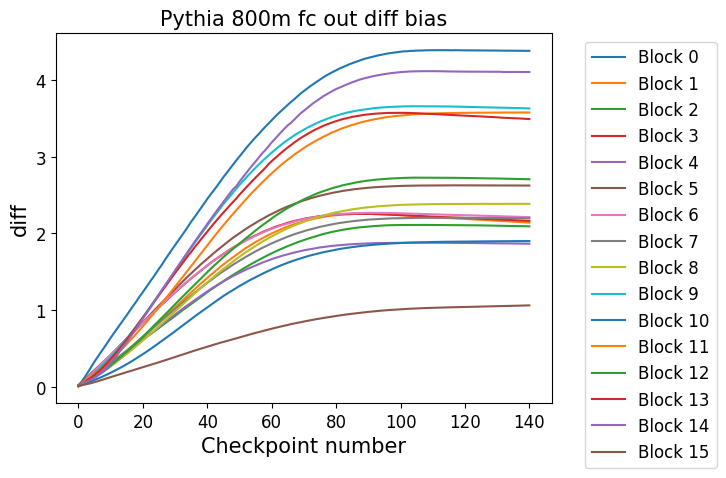 Pythia 800m fc out diff bias
diff
4
3
2
1
0
0 20 40 60 80 100 120 140
Checkpoint number
Block 0
Block 1
Block 2
Block 3
Block 4
Block 5
Block 6
Block 7
Block 8
Block 9
Block 10
Block 11
Block 12
Block 13
Block 14
Block 15